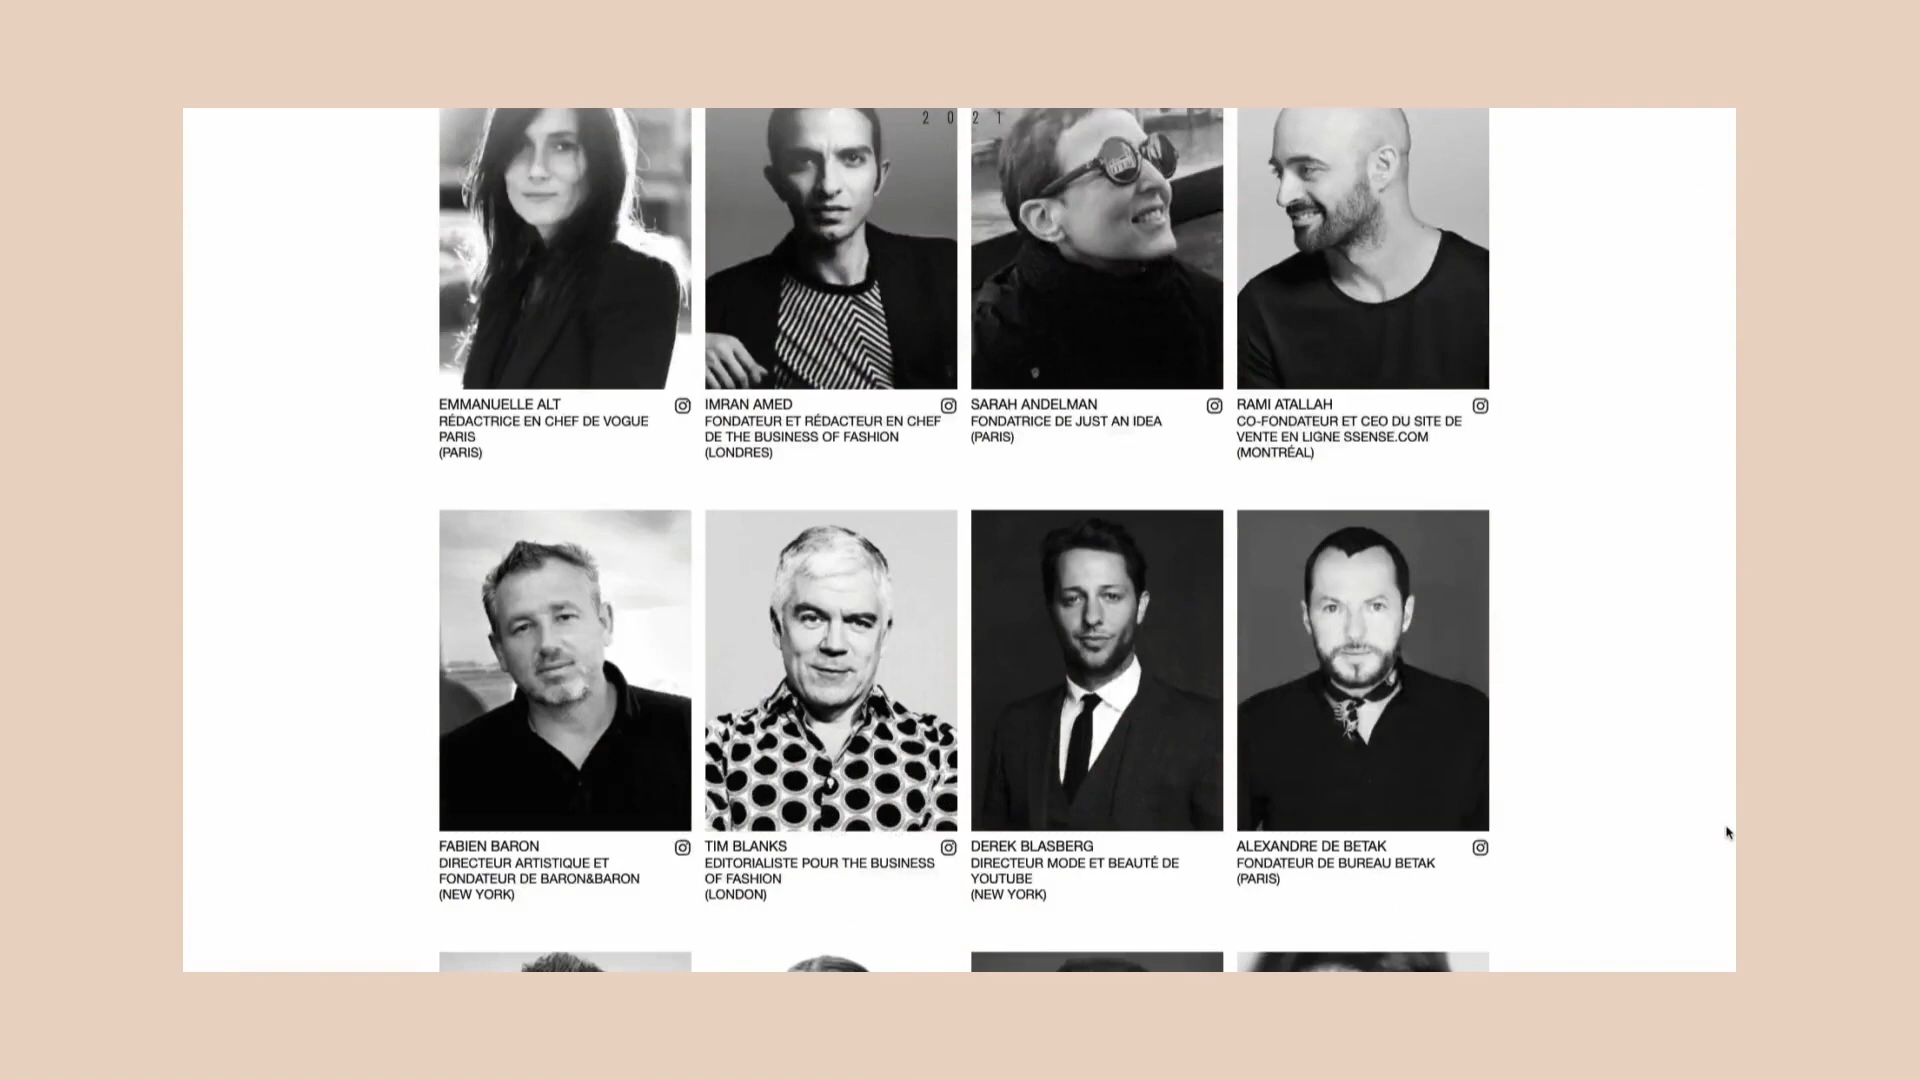 2 0 2 1
EMMANUELLE ALT
RÉDACTRICE EN CHEF DE VOGUE
PARIS
(PARIS)
IMRAN AMED
FONDATEUR ET RÉDACTEUR EN CHEF
DE THE BUSINESS OF FASHION
(LONDRES)
SARAH ANDELMAN
FONDATRICE DE JUST AN IDEA
(PARIS)
RAMI ATALLAH
CO-FONDATEUR ET CEO DU SITE DE
VENTE EN LIGNE SSENSE.COM
(MONTRÉAL)
FABIEN BARON
DIRECTEUR ARTISTIQUE ET
FONDATEUR DE BARON&BARON
(NEW YORK)
TIM BLANKS
EDITORIALISTE POUR THE BUSINESS
OF FASHION
(LONDON)
DEREK BLASBERG
DIRECTEUR MODE ET BEAUTÉ DE
YOUTUBE
(NEW YORK)
ALEXANDRE DE BETAK
FONDATEUR DE BUREAU BETAK
(PARIS)